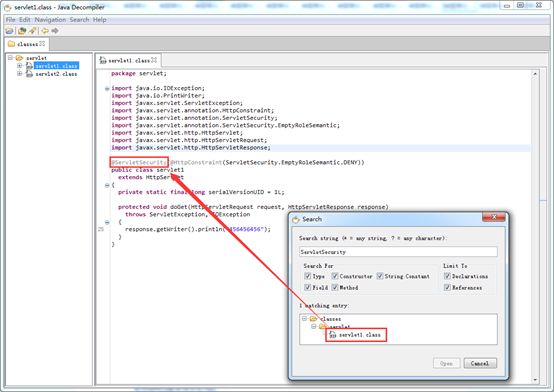 servlet1.class - Java Decompiler
File Edit Navigation Search Help
classes
servlet
servlet1.class
servlet2.class
servlet1.class
package servlet;
import java.io.IOException;
import java.io.PrintWriter;
import javax.servlet.ServletException;
import javax.servlet.annotation.HttpConstraint;
import javax.servlet.annotation.ServletSecurity;
import javax.servlet.annotation.ServletSecurity.EmptyRoleSemantic;
import javax.servlet.http.HttpServlet;
import javax.servlet.http.HttpServletRequest;
import javax.servlet.http.HttpServletResponse;
@ServletSecurity(@HttpConstraint(ServletSecurity.EmptyRoleSemantic.DENY))
public class servlet1
extends HttpServlet
{
private static final long serialVersionUID = 1L;
protected void doGet(HttpServletRequest request, HttpServletResponse response)
throws ServletException, IOException
{
25 response.getWriter().println("456456456");
}
}
Search
Search string (* = any string, ? = any character):
ServletSecurity
Search For
Limit To
Type Constructor String Constant
Declarations
Field Method
References
1 matching entry:
classes
servlet
servlet1.class
Open Cancel